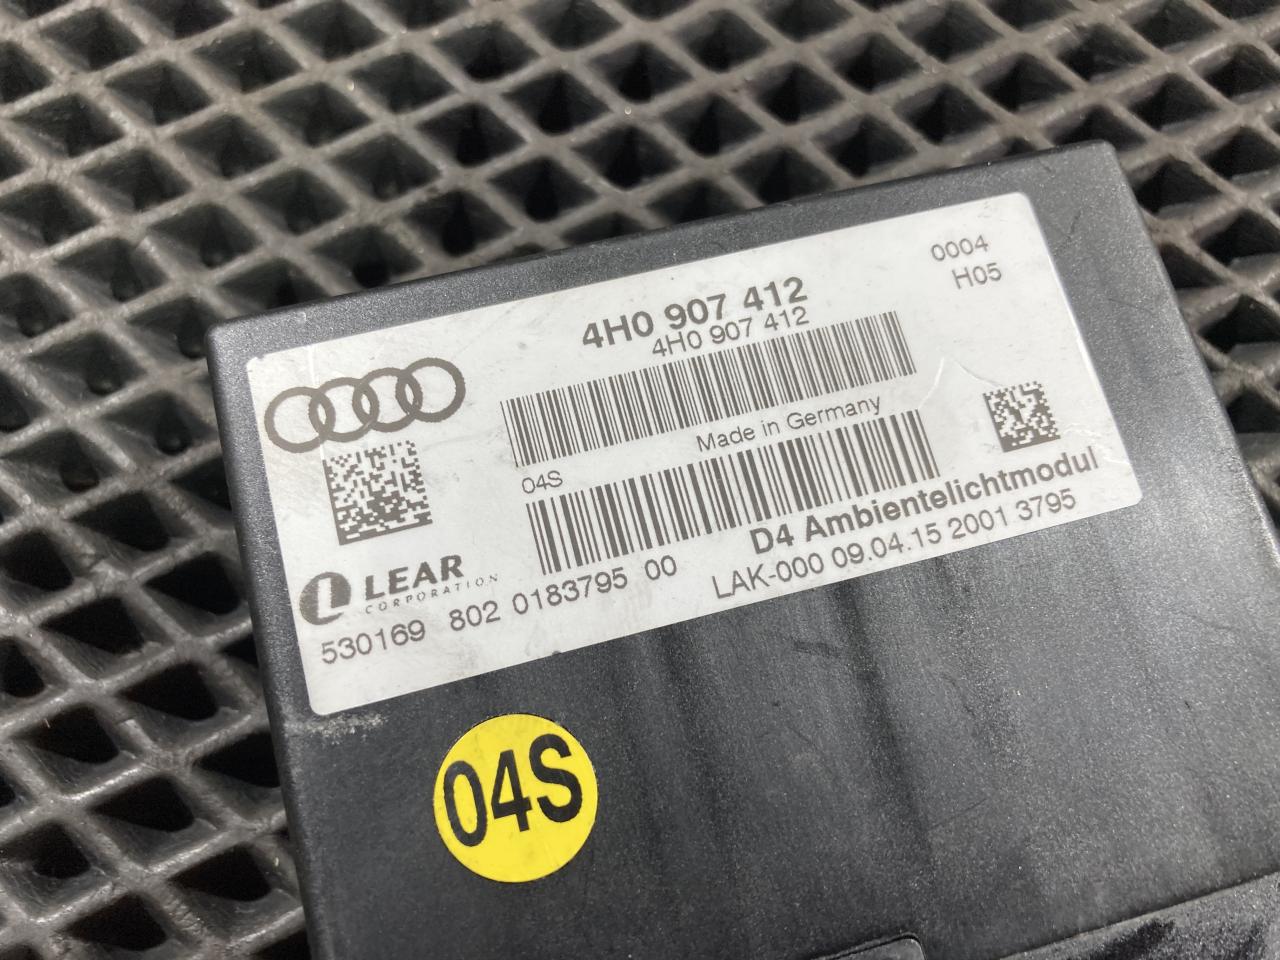 4H0 907 412
4H0 907 412
0004
H05
Made in Germany
04S
D4 Ambientelichtmodul
LAK-000 09.04.15 2001 3795
LEAR
CORPORATION
530169 802 0183795 00
04S